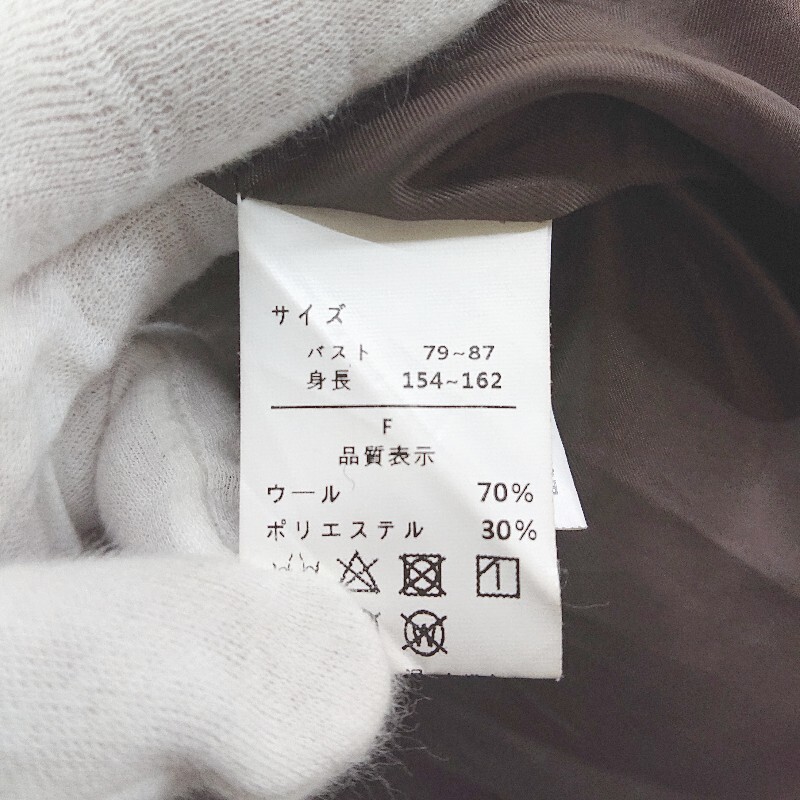 サイズ
バスト 79~87
身長 154~162
F
品質表示
ウール 70%
ポリエステル 30%
W